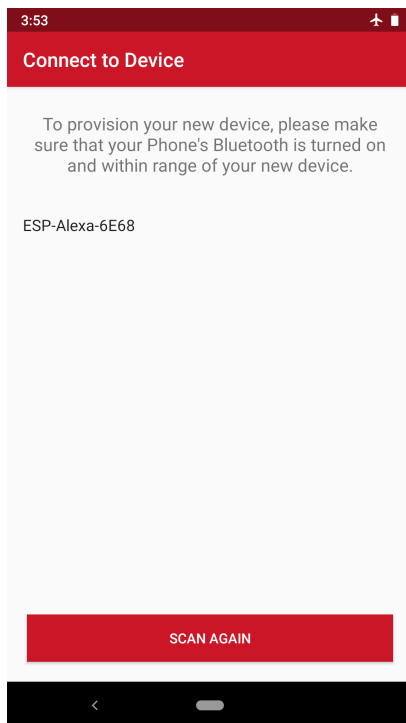 3:53
Connect to Device
To provision your new device, please make
sure that your Phone's Bluetooth is turned on
and within range of your new device.
ESP-Alexa-6E68
SCAN AGAIN